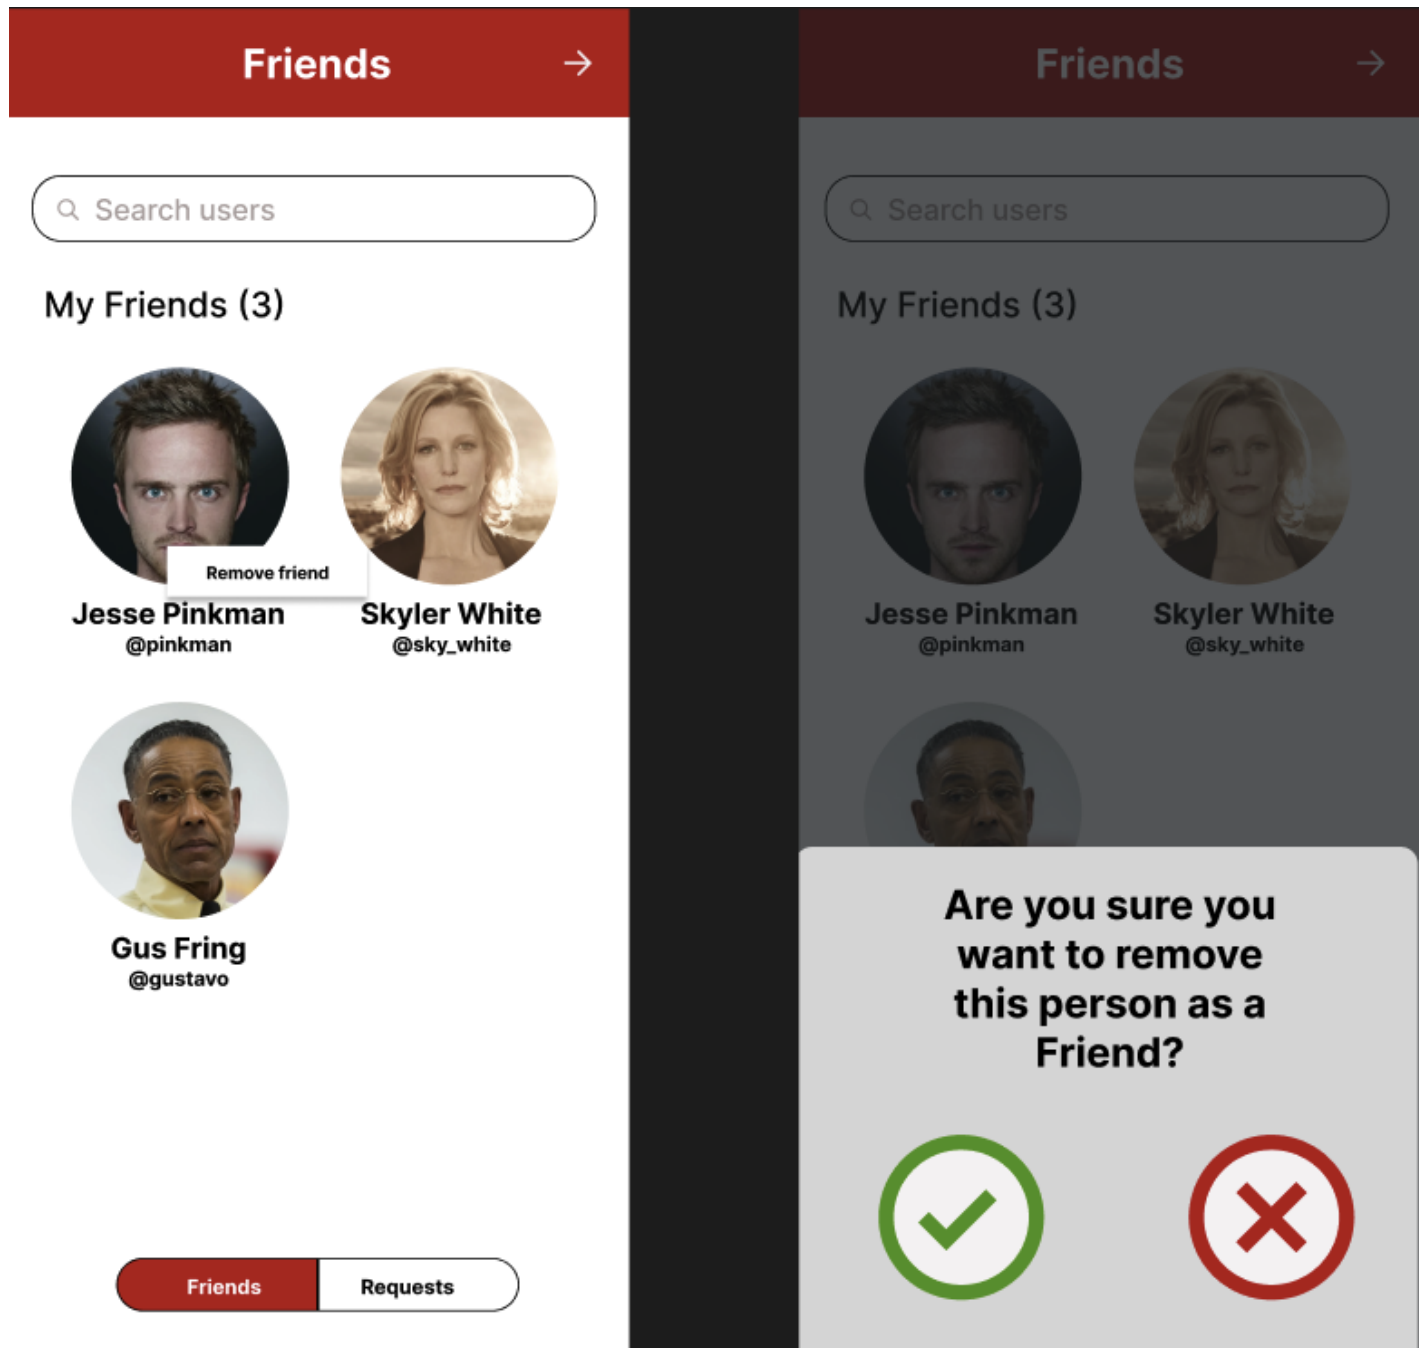 Friends
Search users
My Friends (3)
Remove friend
Jesse Pinkman
@pinkman
Skyler White
@sky_white
Gus Fring
@gustavo
Friends
Requests
Friends
Search users
My Friends (3)
Jesse Pinkman
@pinkman
Skyler White
@sky_white
Are you sure you
want to remove
this person as a
Friend?